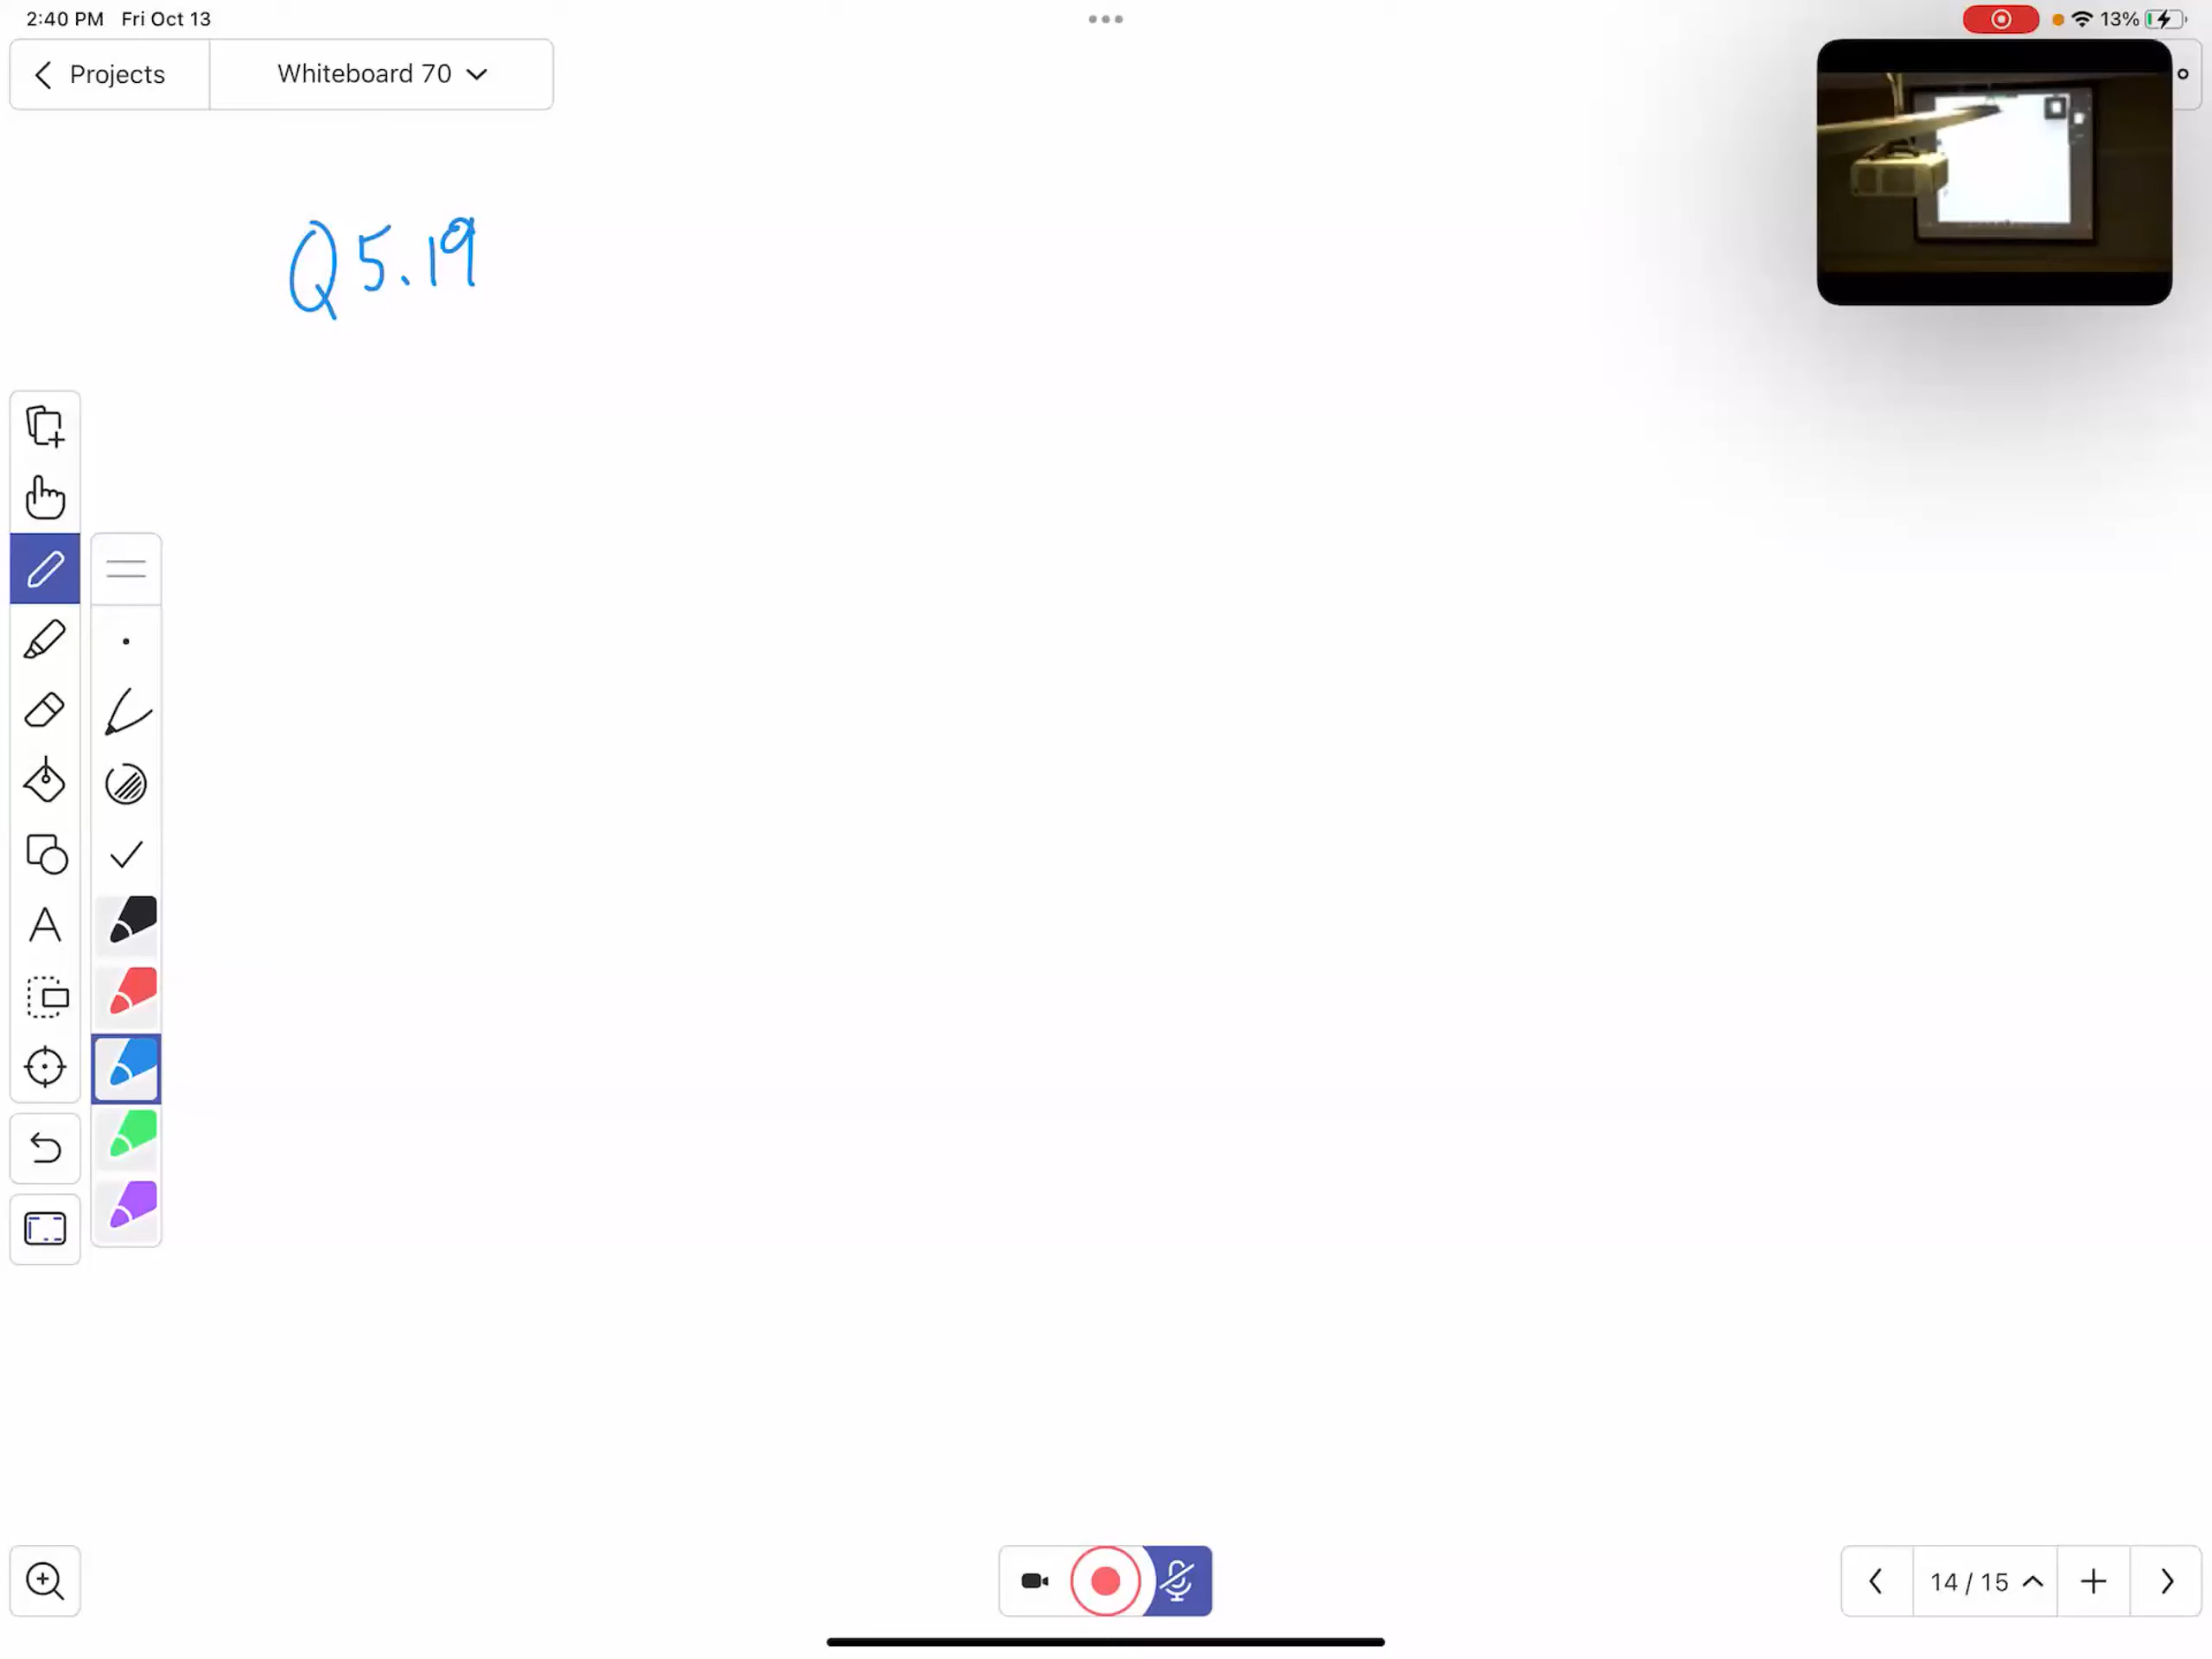 2:40 PM Fri Oct 13
13%
Projects
Whiteboard 70
Q5.19
A
14 / 15